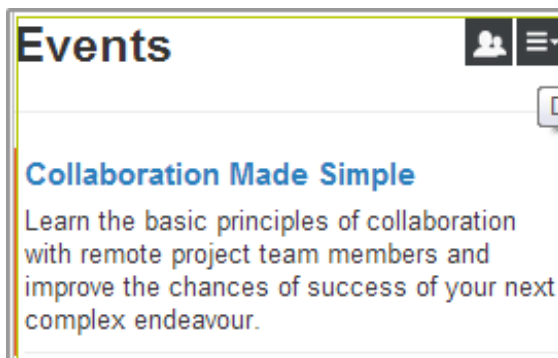 Events
Collaboration Made Simple
Learn the basic principles of collaboration
with remote project team members and
improve the chances of success of your next
complex endeavour.